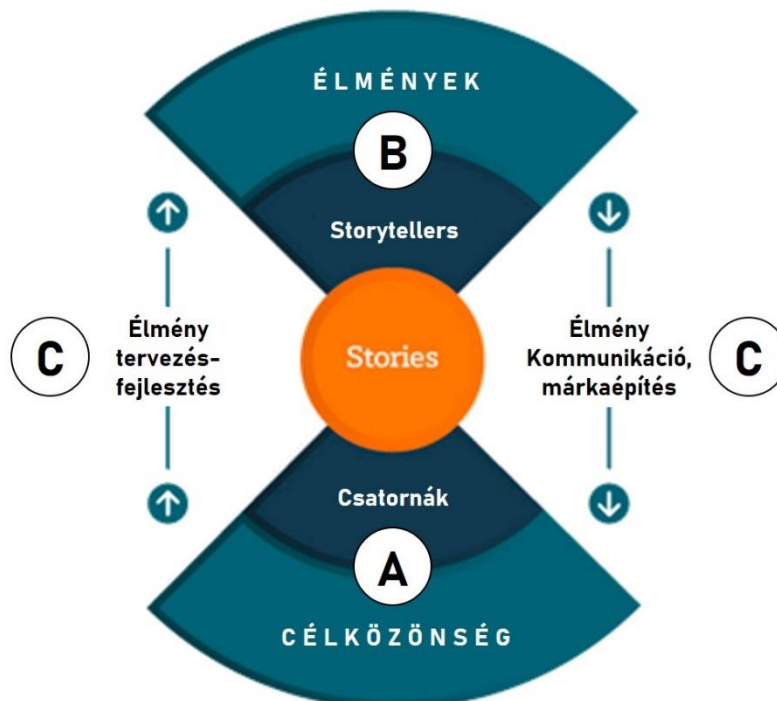 ÉLMÉNYEK
B
Storytellers
C
Élmény
tervezés-
fejlesztés
Stories
Élmény
Kommunikáció,
márkaépítés
C
Csatornák
A
CÉLKÖZÖNSÉG